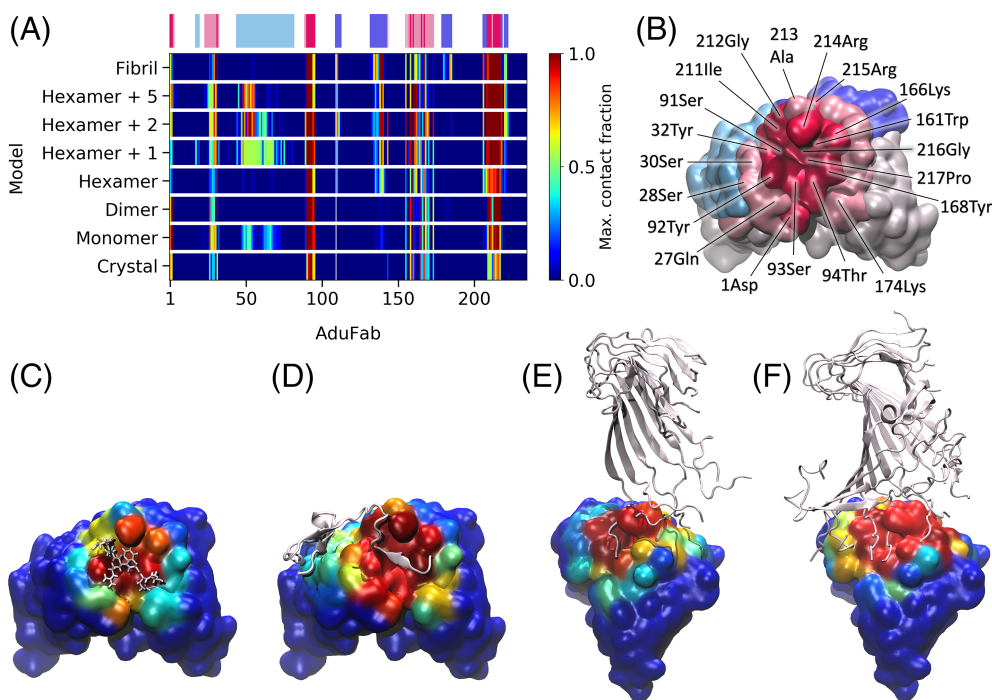 (A)
Model
Fibril
Hexamer + 5
Hexamer + 2
Hexamer + 1
Hexamer
Dimer
Monomer
Crystal
1
50
100
150
200
AduFab
1.0
0.5
0.0
Max. contact fraction
(B)
213
Ala
212Gly
214Arg
211Ile
215Arg
91Ser
166Lys
32Tyr
161Trp
30Ser
216Gly
28Ser
217Pro
92Tyr
168Tyr
27Gln
1Asp
93Ser
94Thr
174Lys
(C)
(D)
(E)
(F)